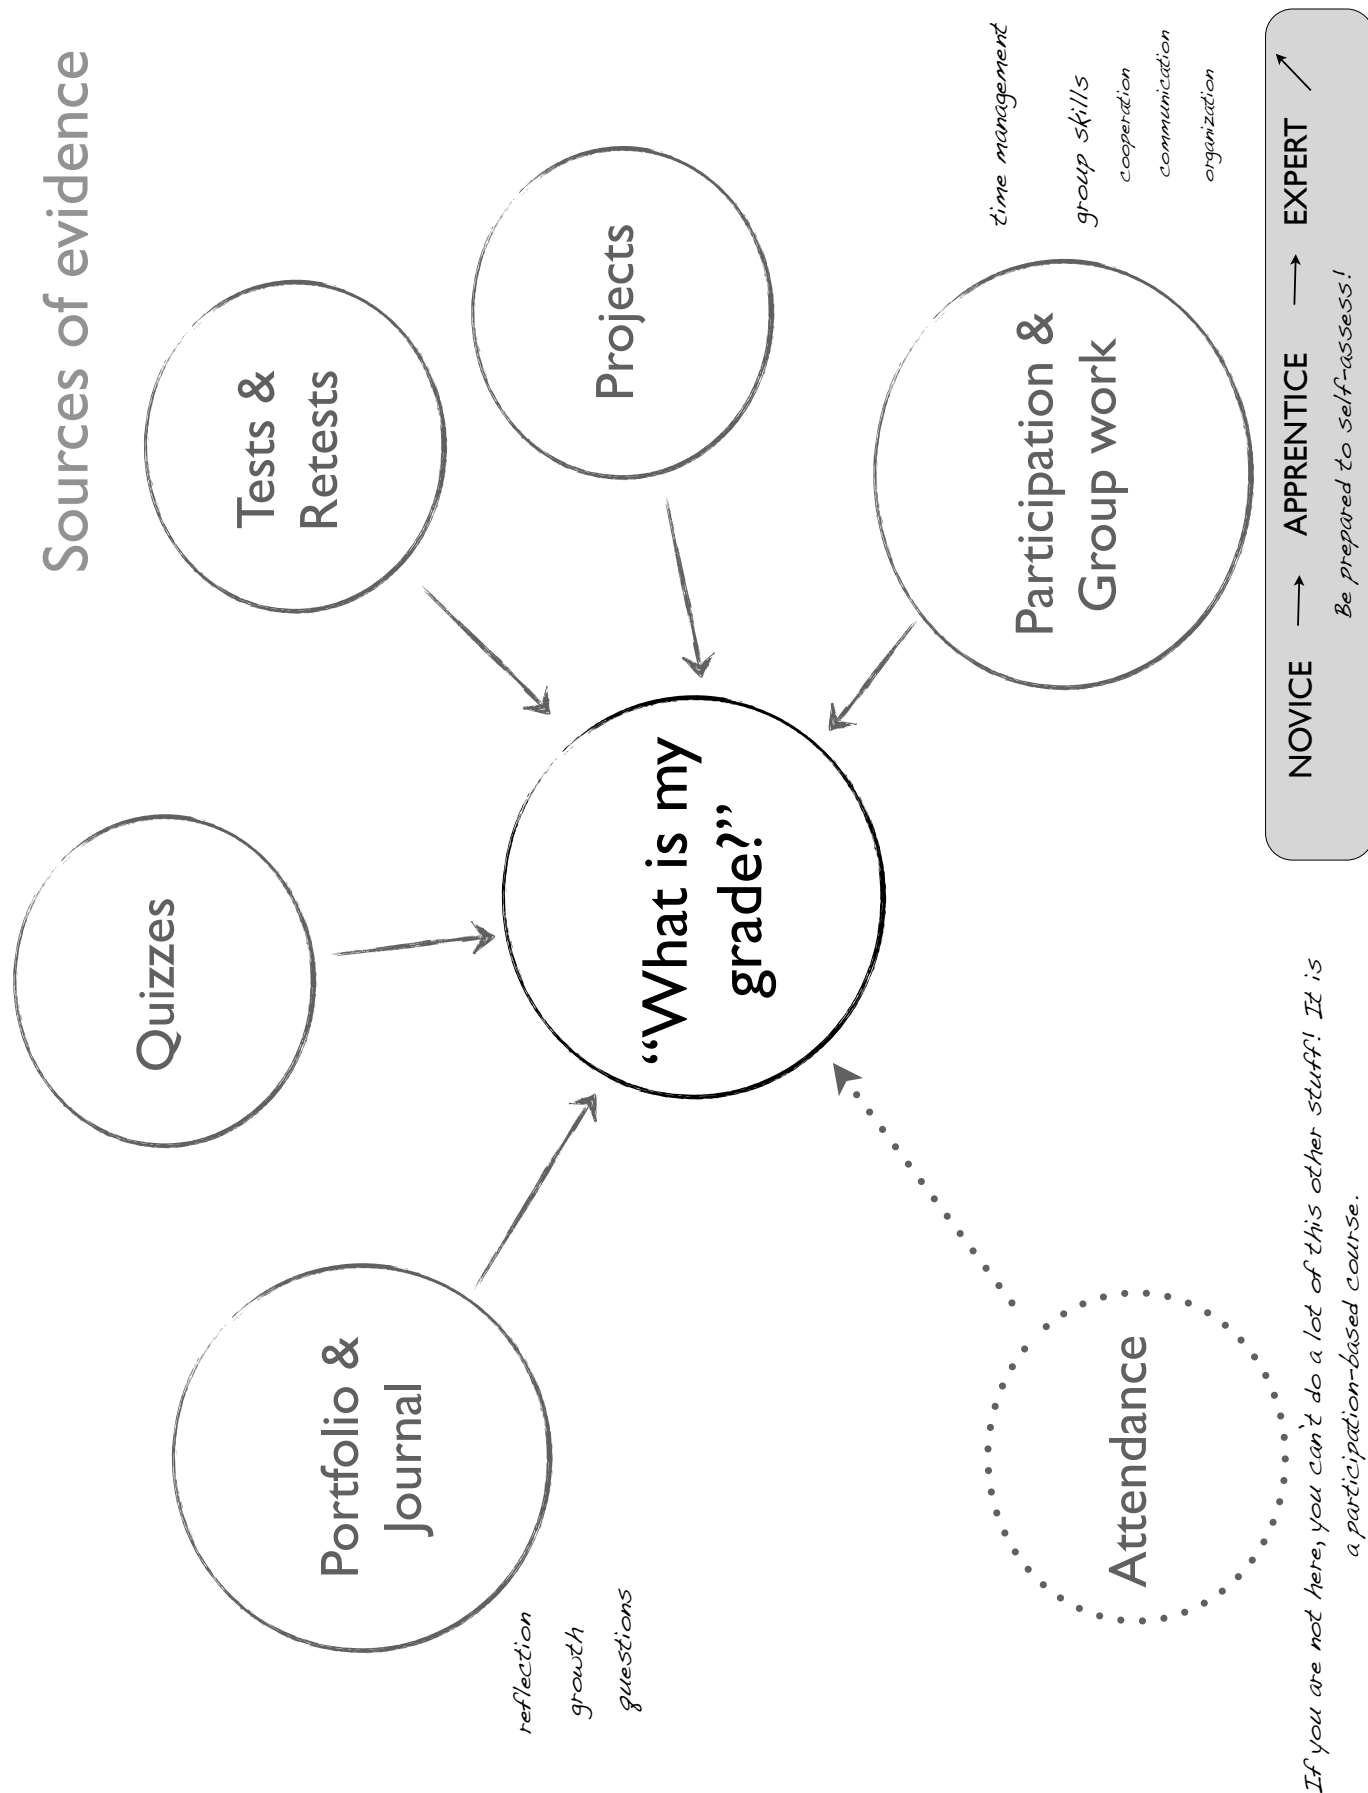 Sources of evidence
Quizzes
Tests &
Retests
Portfolio &
Journal
reflection
growth
questions
Projects
“What is my
grade?”
Participation &
Group work
time management
group skills
cooperation
communication
organization
Attendance
If you are not here, you can't do a lot of this other stuff! It is
a participation-based course.
NOVICE → APPRENTICE → EXPERT ↗
Be prepared to self-assess!